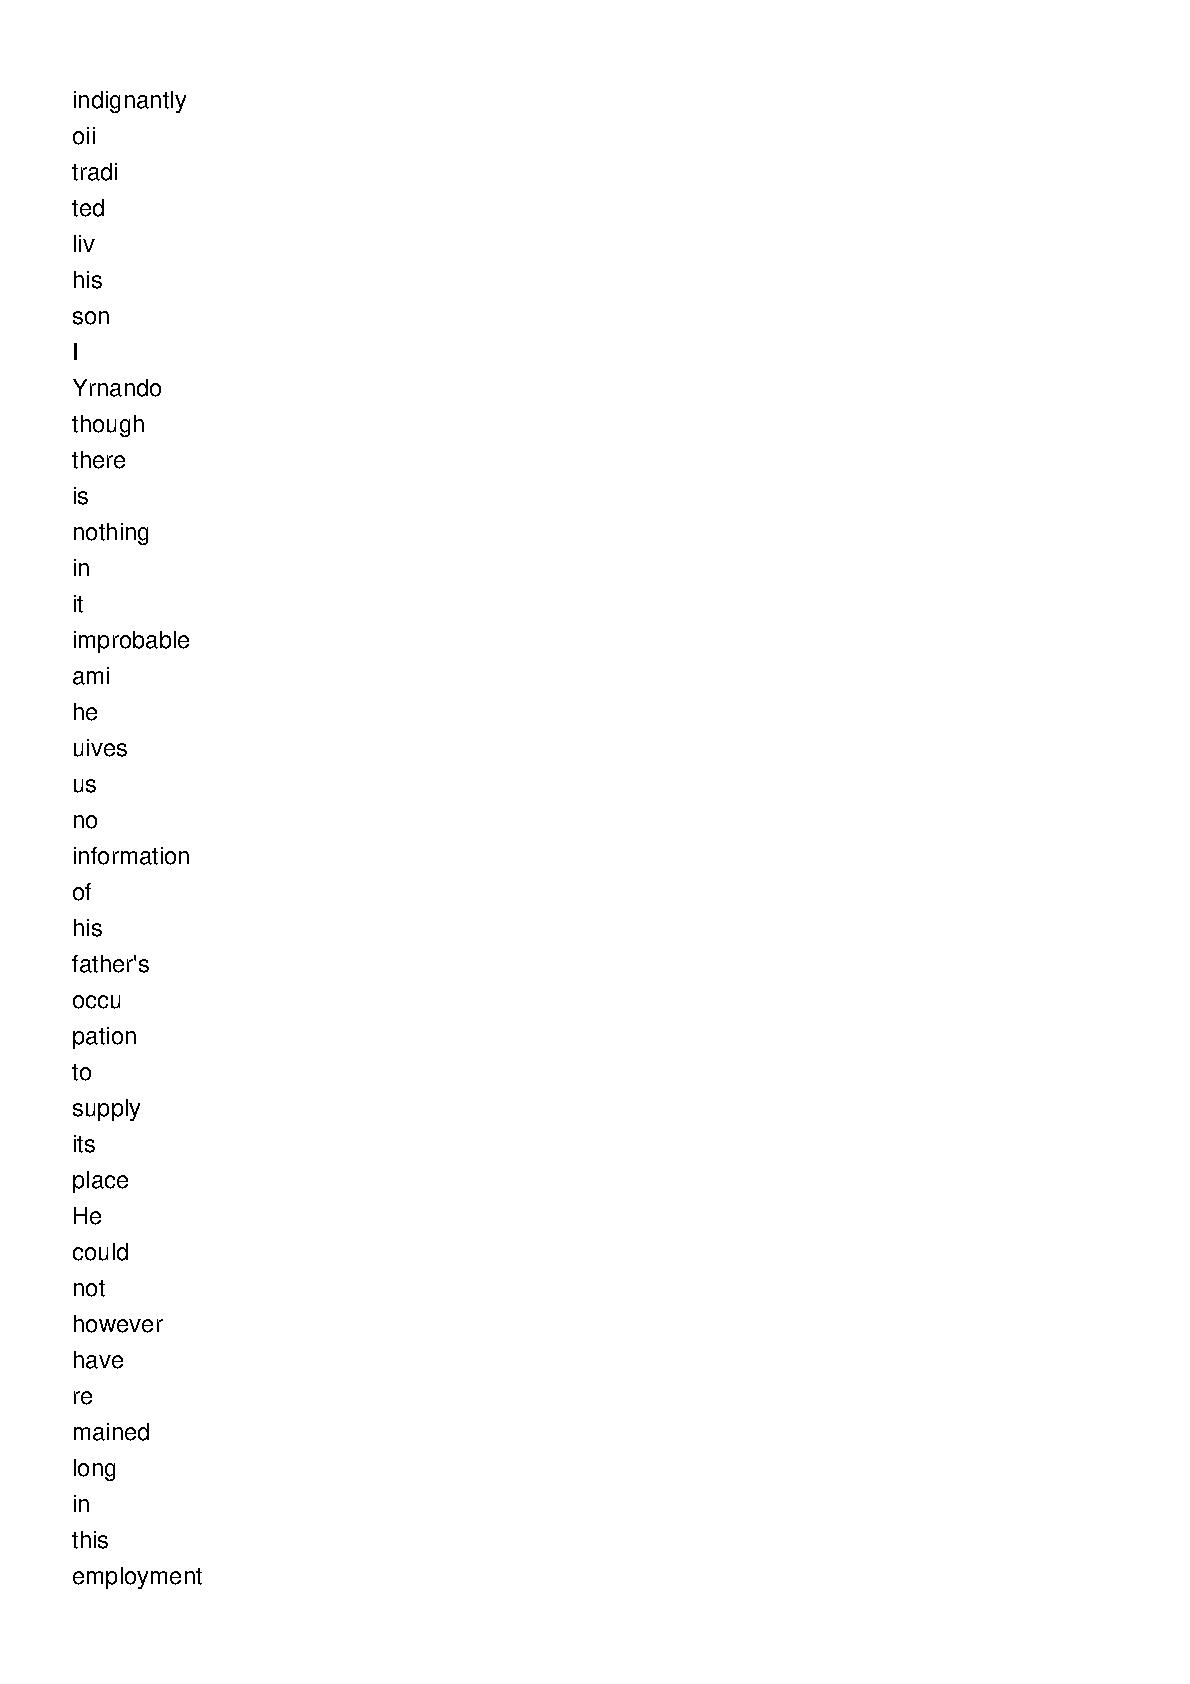 indignantly
oii
tradi
ted
liv
his
son
I
Yrnando
though
there
is
nothing
in
it
improbable
ami
he
uives
us
no
information
of
his
father's
occu
pation
to
supply
its
place
He
could
not
however
have
re
mained
long
in
this
employment